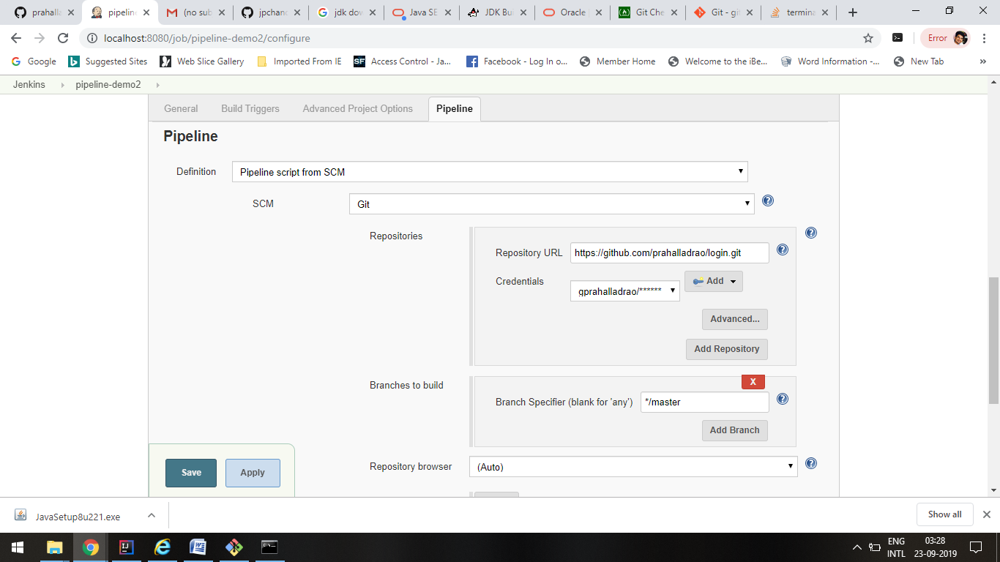 prahalla
pipeline
(no sub
jpchand
jdk dow
Java SE
JDK Bui
Oracle
Git Che
Git - git
termina
localhost:8080/job/pipeline-demo2/configure
Error
Google
Suggested Sites
Web Slice Gallery
Imported From IE
SF
Access Control - Ja...
Facebook - Log In o...
Member Home
Welcome to the iBe...
Word Information -...
New Tab
»
Jenkins
pipeline-demo2
General
Build Triggers
Advanced Project Options
Pipeline
Pipeline
Definition
Pipeline script from SCM
SCM
Git
Repositories
Repository URL
https://github.com/prahalladrao/login.git
Credentials
gprahalladrao/******
Add
Advanced...
Add Repository
Branches to build
X
Branch Specifier (blank for 'any')
*/master
Add Branch
Repository browser
(Auto)
Save
Apply
JavaSetup8u221.exe
Show all
ENG
INTL
03:28
23-09-2019